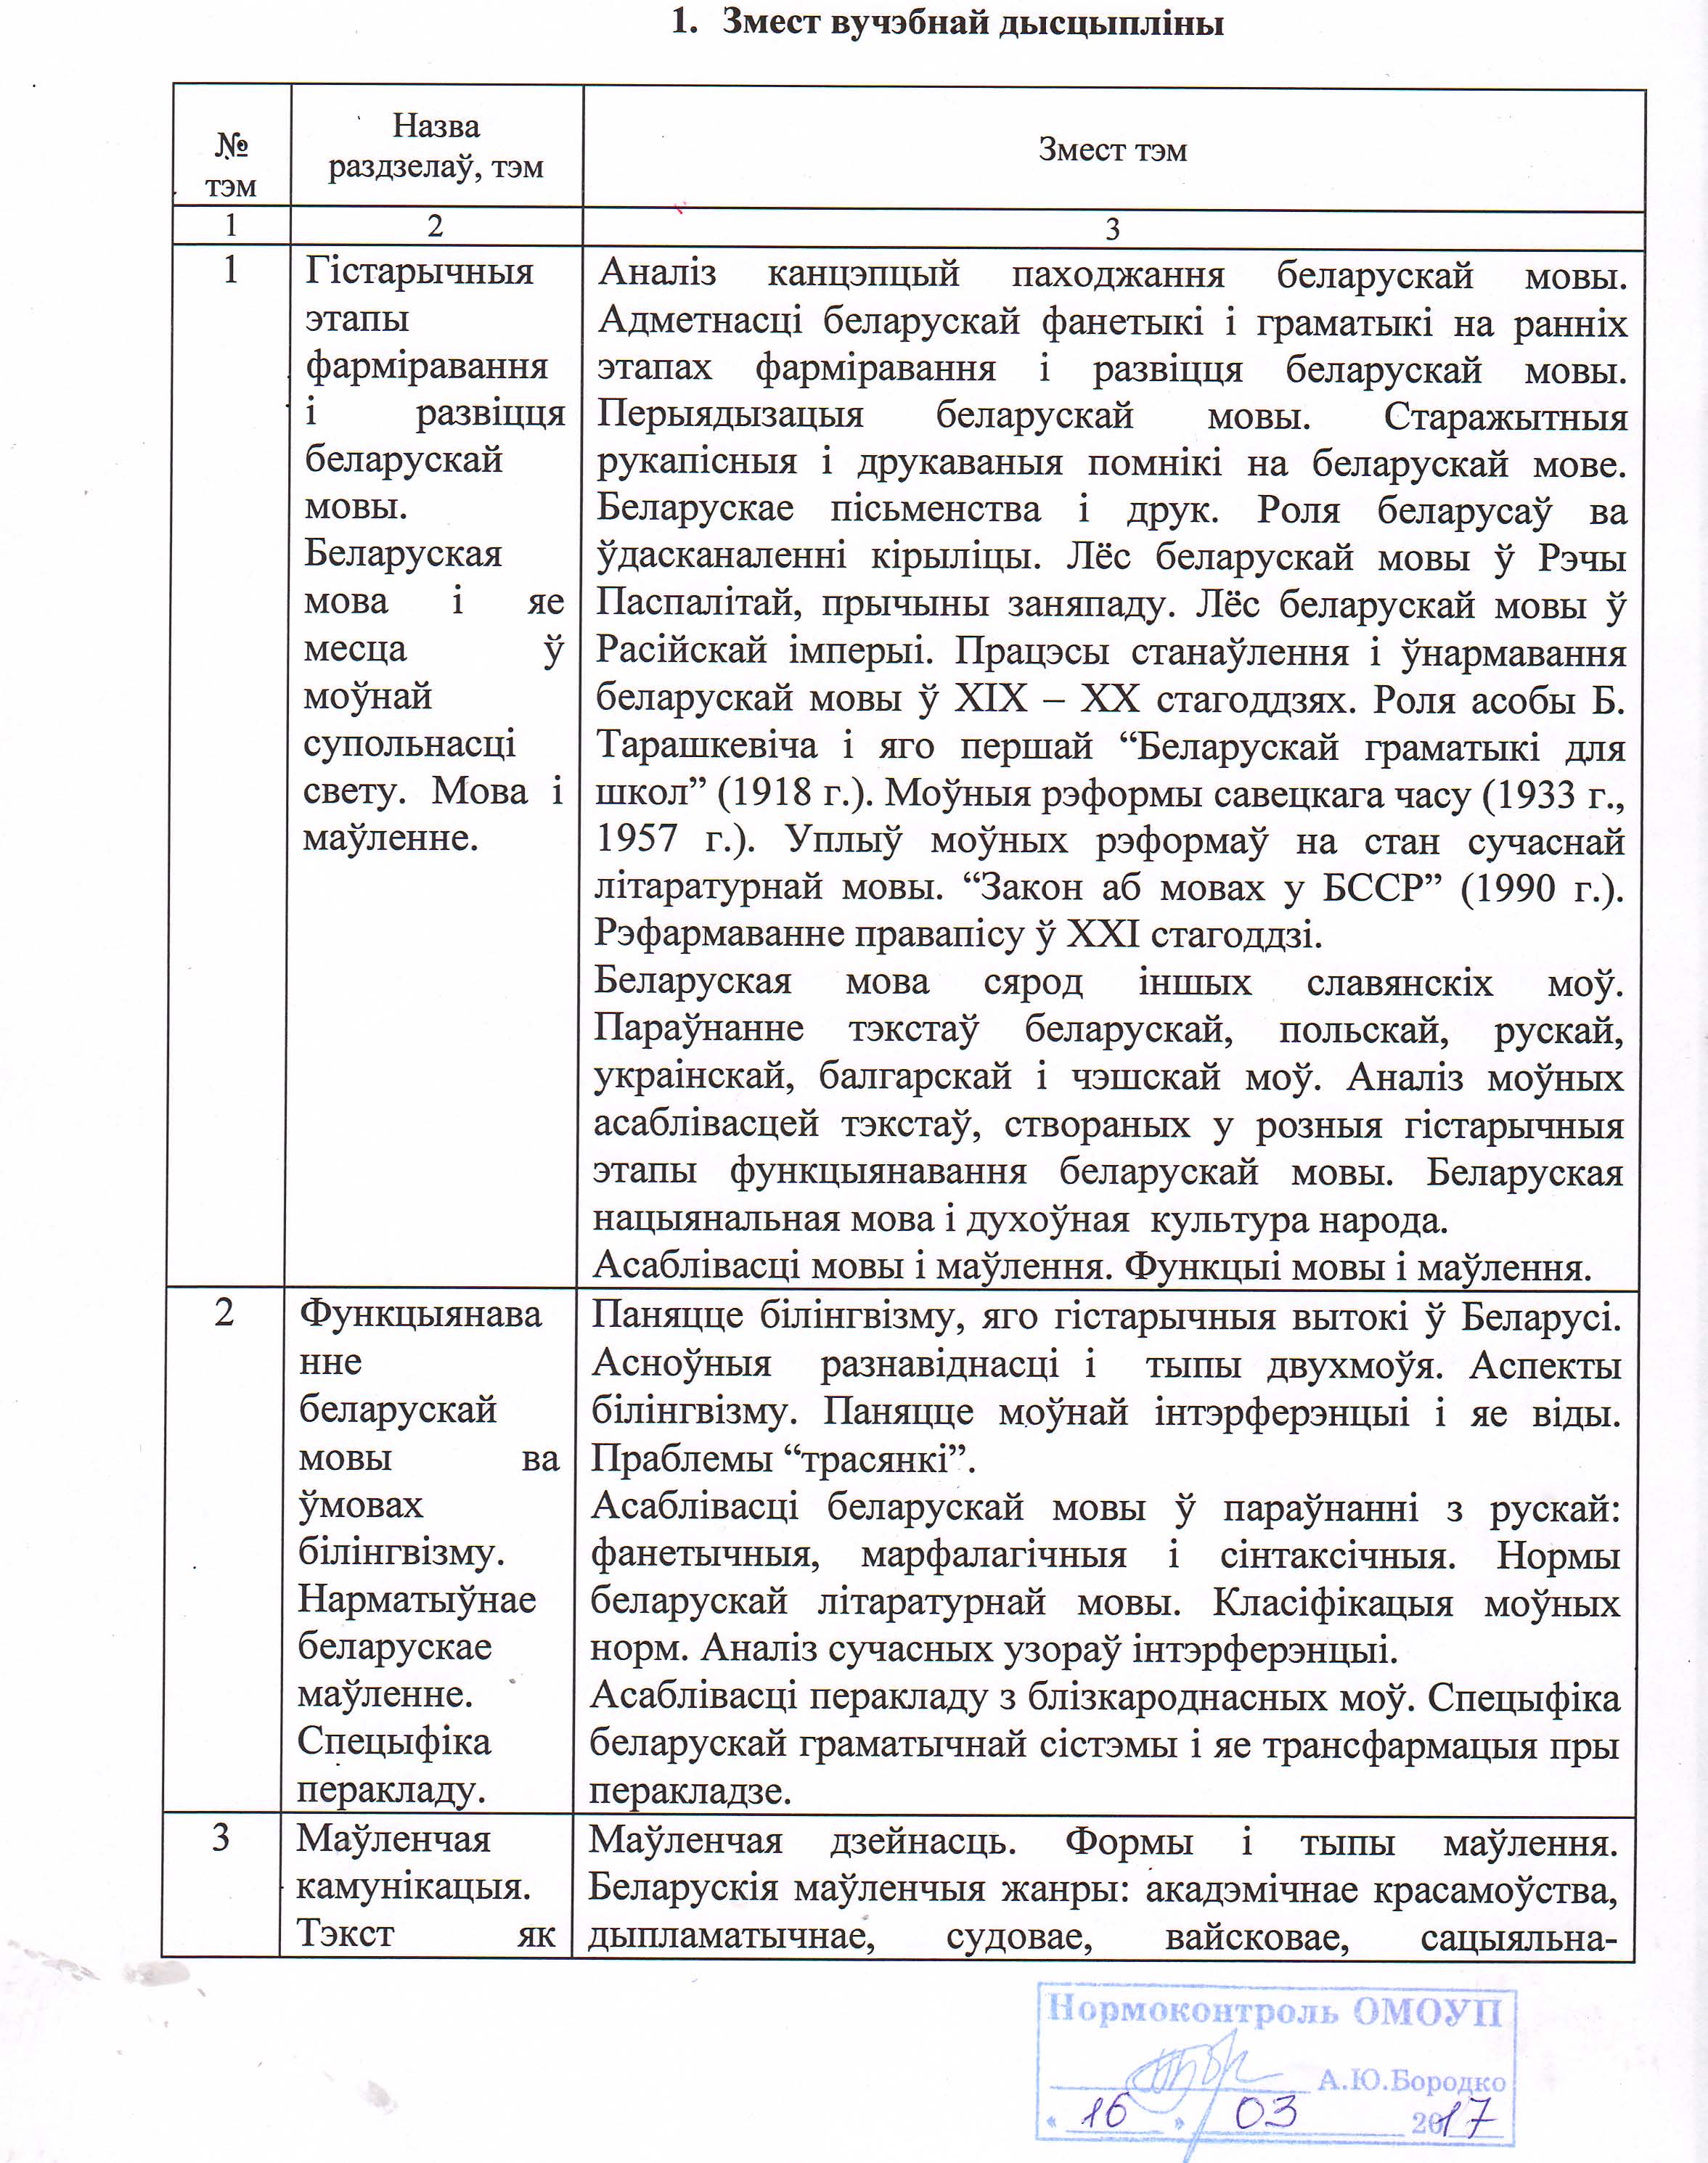 1. Змест вучэбнай дысцыпліны
№
тэм
Назва
раздзелаў, тэм
Змест тэм
1
2
3
1
Гістарычныя
этапы
фарміравання
і развіцця
беларускай
мовы.
Беларуская
мова і яе
месца ў
моўнай
супольнасці
свету. Мова і
маўленне.
Аналіз канцэпцый паходжання беларускай мовы.
Адметнасці беларускай фанетыкі і граматыкі на ранніх
этапах фарміравання і развіцця беларускай мовы.
Перыядызацыя беларускай мовы. Старажытныя
рукапісныя і друкаваныя помнікі на беларускай мове.
Беларускае пісьменства і друк. Роля беларусаў ва
ўдасканаленні кірыліцы. Лёс беларускай мовы ў Рэчы
Паспалітай, прычыны заняпаду. Лёс беларускай мовы ў
Расійскай імперыі. Працэсы станаўлення і ўнармавання
беларускай мовы ў XIX – XX стагоддзях. Роля асобы Б.
Тарашкевіча і яго першай “Беларускай граматыкі для
школ” (1918 г.). Моўныя рэформы савецкага часу (1933 г.,
1957 г.). Уплыў моўных рэформаў на стан сучаснай
літаратурнай мовы. “Закон аб мовах у БССР” (1990 г.).
Рэфармаванне правапісу ў XXI стагоддзі.
Беларуская мова сярод іншых славянскіх моў.
Параўнанне тэкстаў беларускай, польскай, рускай,
украінскай, балгарскай і чэшскай моў. Аналіз моўных
асаблівасцей тэкстаў, створаных у розныя гістарычныя
этапы функцыянавання беларускай мовы. Беларуская
нацыянальная мова і духоўная культура народа.
Асаблівасці мовы і маўлення. Функцыі мовы і маўлення.
2
Функцыянава
нне
беларускай
мовы ва
ўмовах
білінгвізму.
Нарматыўнае
беларускае
маўленне.
Спецыфіка
перакладу.
Паняцце білінгвізму, яго гістарычныя вытокі ў Беларусі.
Асноўныя разнавіднасці і тыпы двухмоўя. Аспекты
білінгвізму. Паняцце моўнай інтэрферэнцыі і яе віды.
Праблемы “трасянкі”.
Асаблівасці беларускай мовы ў параўнанні з рускай:
фанетычныя, марфалагічныя і сінтаксічныя. Нормы
беларускай літаратурнай мовы. Класіфікацыя моўных
норм. Аналіз сучасных узораў інтэрферэнцыі.
Асаблівасці перакладу з блізкароднасных моў. Спецыфіка
беларускай граматычнай сістэмы і яе трансфармацыя пры
перакладзе.
3
Маўленчая
камунікацыя.
Тэкст як
Маўленчая дзейнасць. Формы і тыпы маўлення.
Беларускія маўленчыя жанры: акадэмічнае красамоўства,
дыпламатычнае, судовае, вайсковае, сацыяльна-
Нормоконтроль ОМОУП
А.Ю.Бородко
« 16 » 03 2017